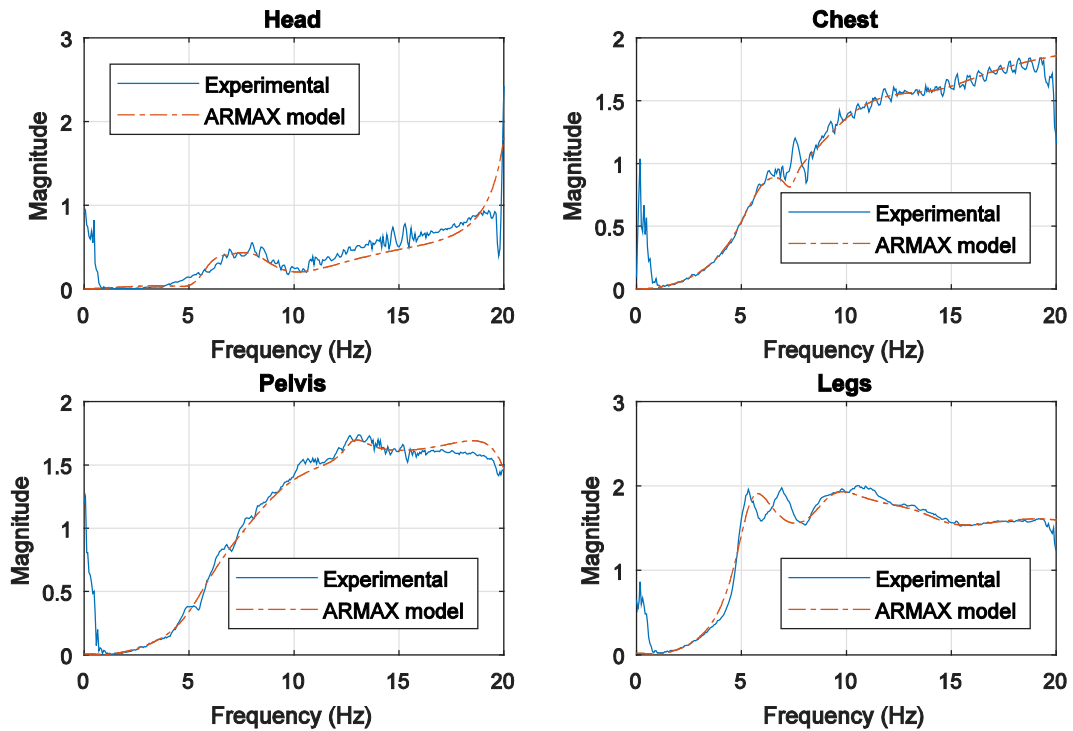 Head
3
2
1
0
Magnitude
Experimental
ARMAX model
0 5 10 15 20
Frequency (Hz)
Chest
2
1.5
1
0.5
0
Magnitude
Experimental
ARMAX model
0 5 10 15 20
Frequency (Hz)
Pelvis
2
1.5
1
0.5
0
Magnitude
Experimental
ARMAX model
0 5 10 15 20
Frequency (Hz)
Legs
3
2
1
0
Magnitude
Experimental
ARMAX model
0 5 10 15 20
Frequency (Hz)